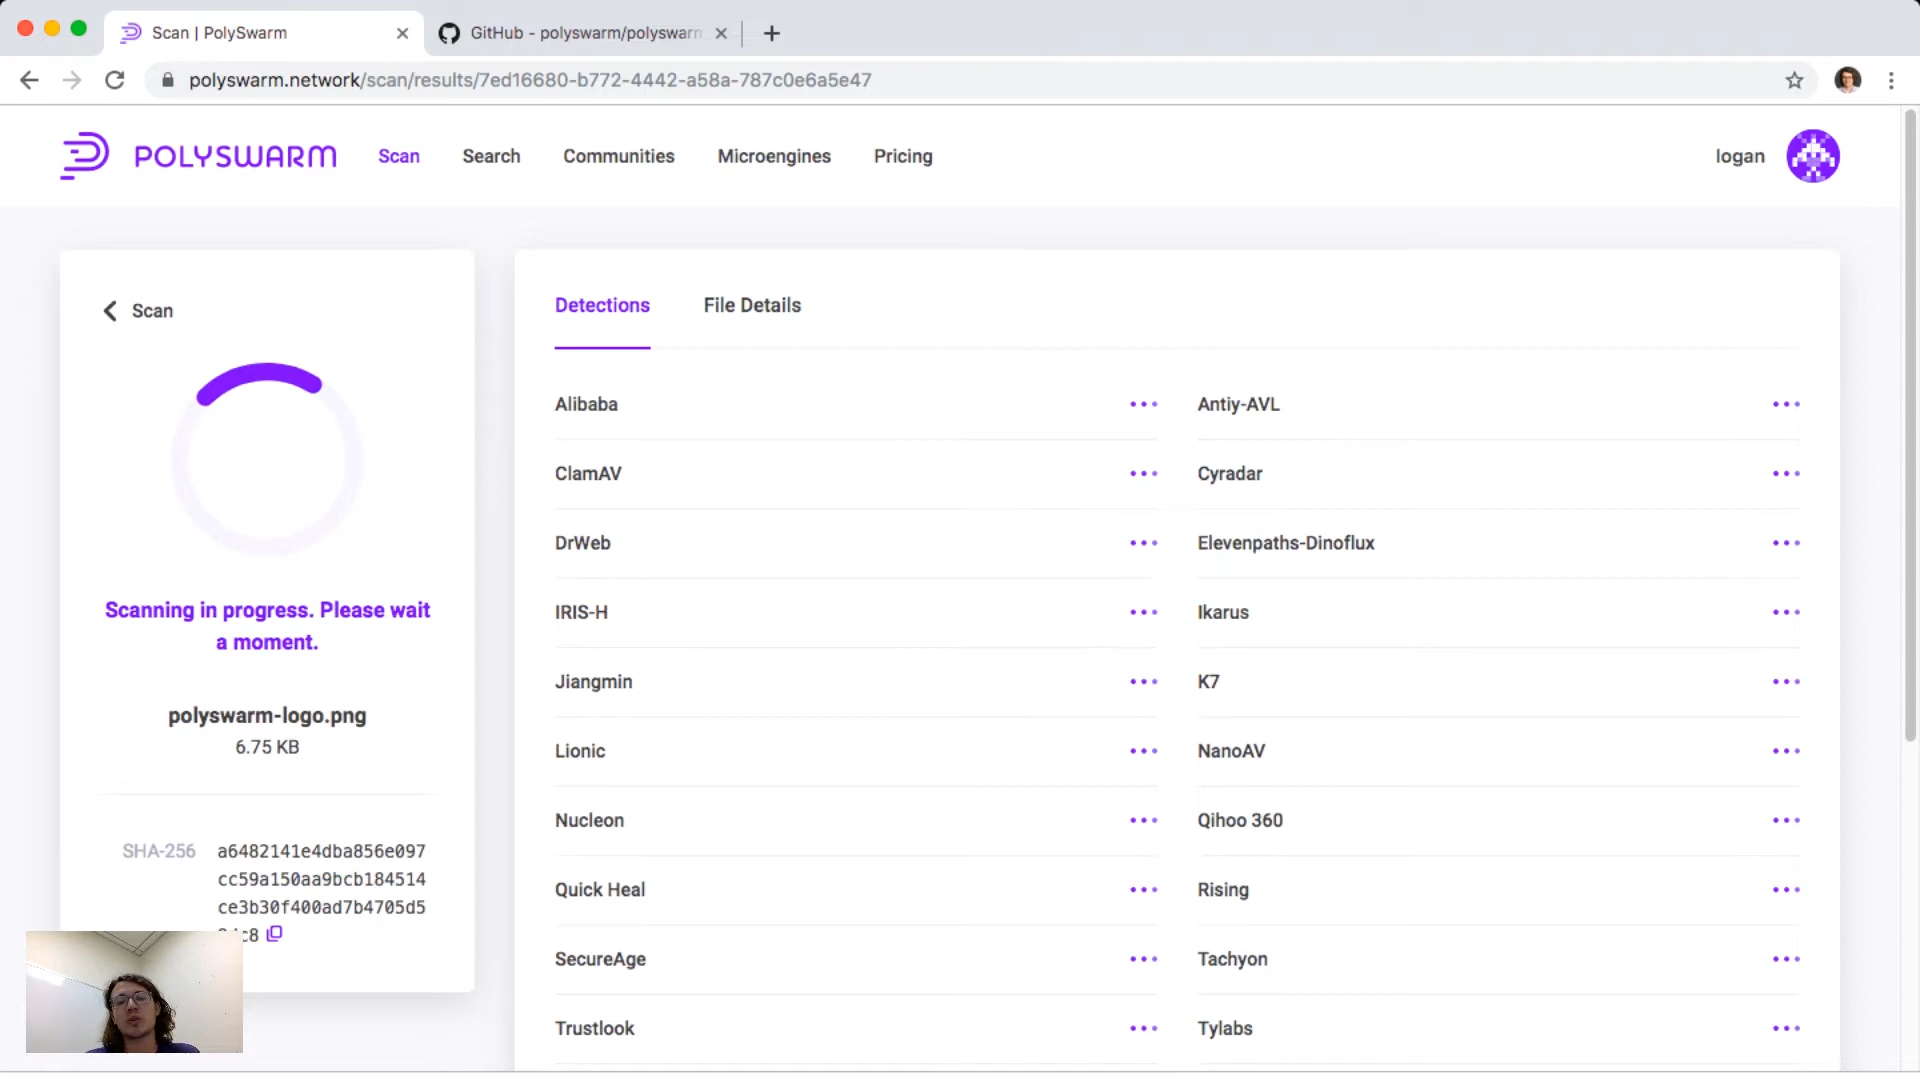 Scan | PolySwarm
GitHub - polyswarm/polyswarm
polyswarm.network/scan/results/7ed16680-b772-4442-a58a-787c0e6a5e47
POLYSWARM
Scan
Search
Communities
Microengines
Pricing
logan
Scan
Scanning in progress. Please wait
a moment.
polyswarm-logo.png
6.75 KB
SHA-256
a6482141e4dba856e097
cc59a150aa9bcb184514
ce3b30f400ad7b4705d5
c8
Detections
File Details
Alibaba
Antiy-AVL
ClamAV
Cyradar
DrWeb
Elevenpaths-Dinoflux
IRIS-H
Ikarus
Jiangmin
K7
Lionic
NanoAV
Nucleon
Qihoo 360
Quick Heal
Rising
SecureAge
Tachyon
Trustlook
Tylabs